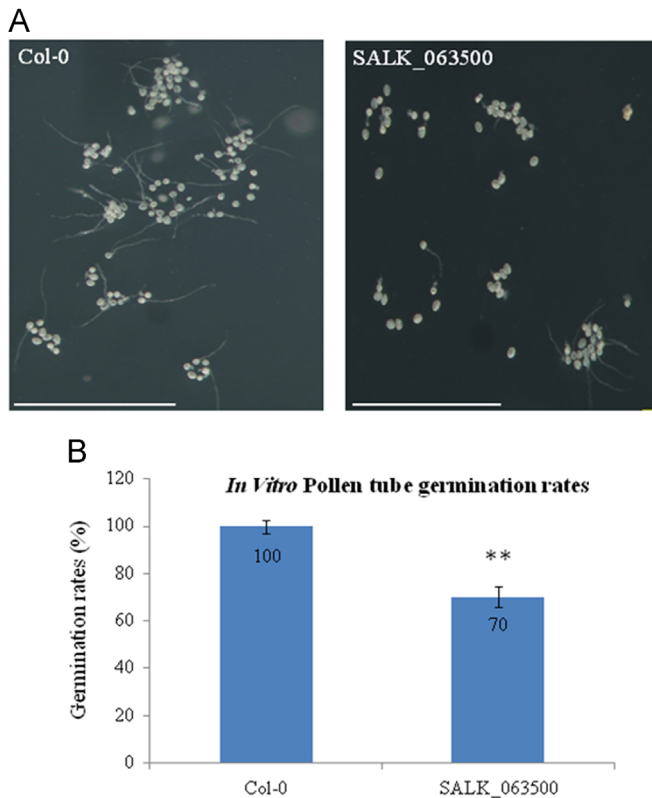 A
Col-0
SALK_063500
B
In Vitro Pollen tube germination rates
Germination rates (%)
120
100
80
60
40
20
0
100
**
70
Col-0
SALK_063500